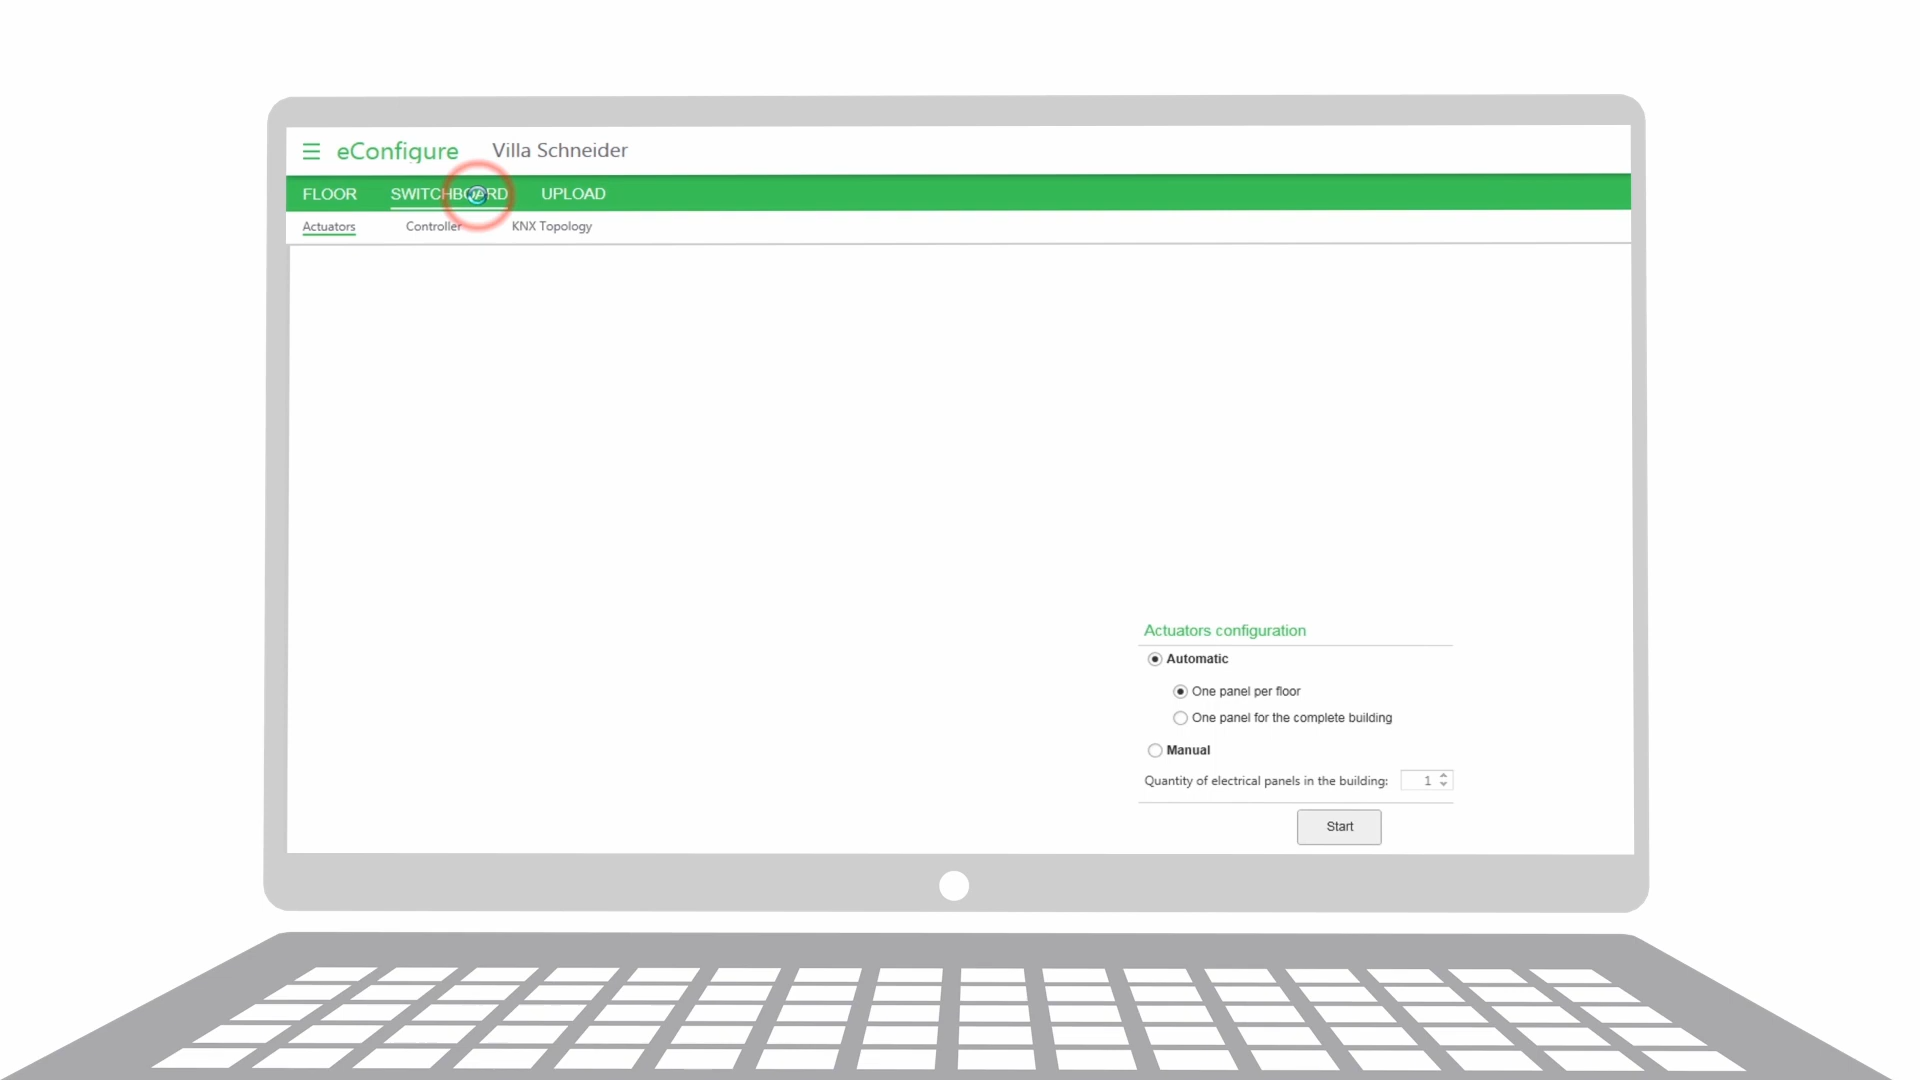 eConfigure Villa Schneider
FLOOR SWITCHBOARD UPLOAD
Actuators Controller KNX Topology
Actuators configuration
Automatic
One panel per floor
One panel for the complete building
Manual
Quantity of electrical panels in the building: 1
Start